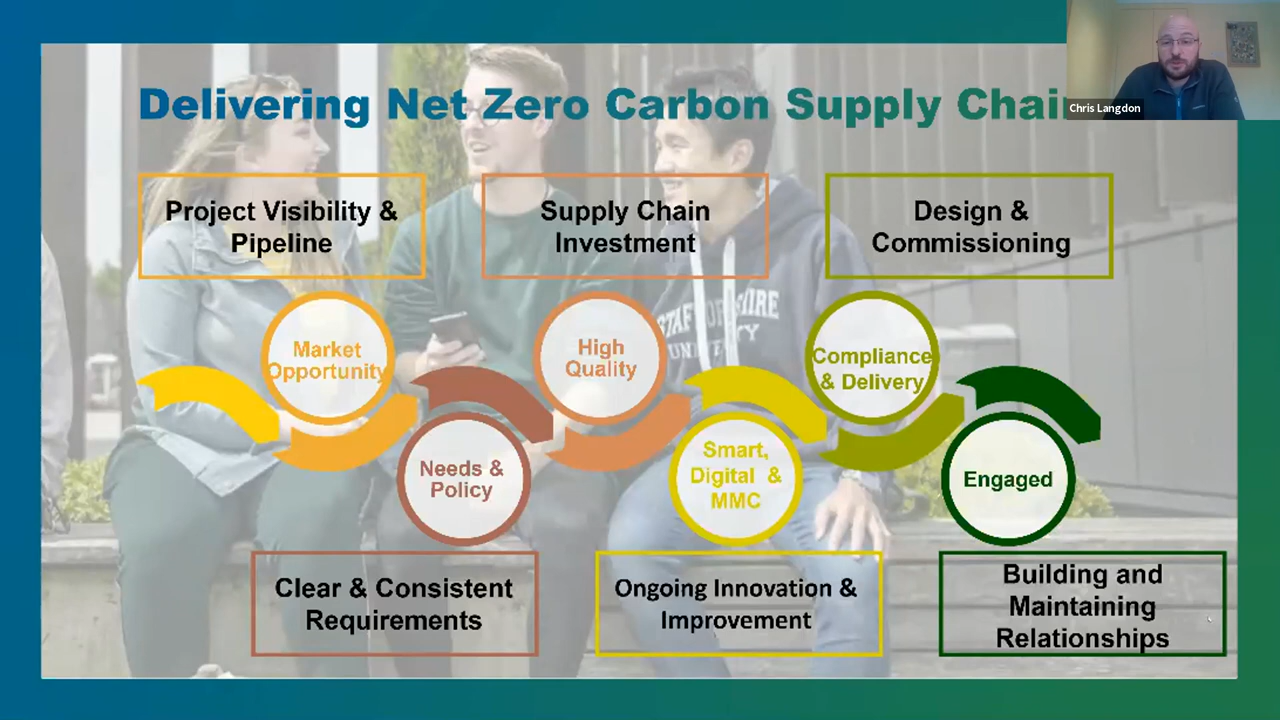 Delivering Net Zero Carbon Supply Chain
Chris Langdon
Project Visibility &
Pipeline
Supply Chain
Investment
Design &
Commissioning
Market
Opportunity
High
Quality
Compliance
& Delivery
Needs &
Policy
Smart,
Digital &
MMC
Engaged
Clear & Consistent
Requirements
Ongoing Innovation &
Improvement
Building and
Maintaining
Relationships